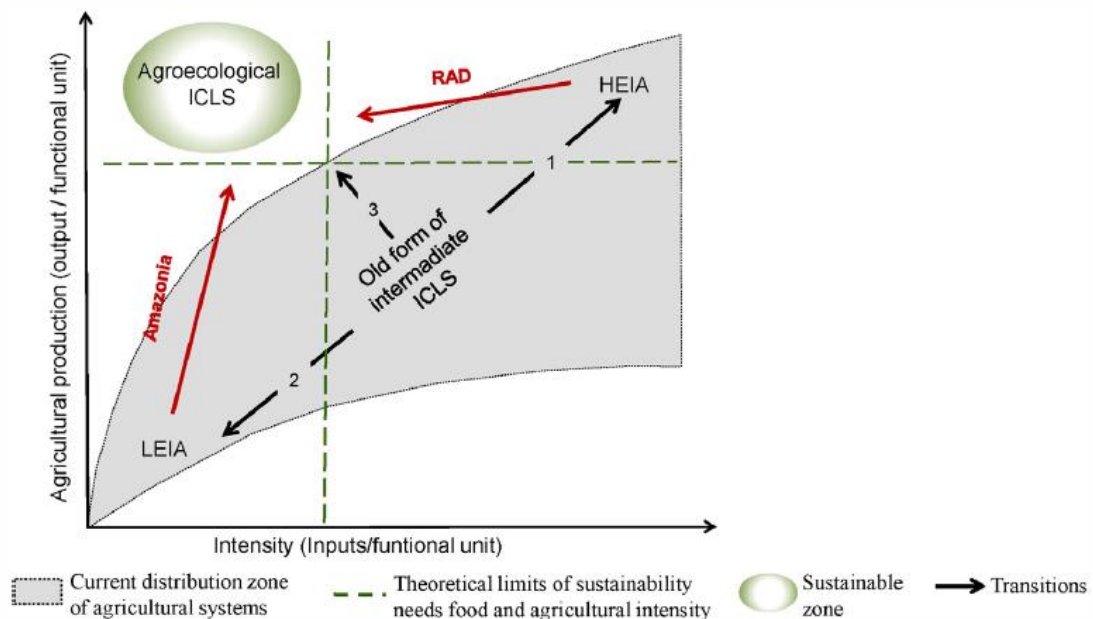 Agricultural production (output / functional unit)
Agroecological
ICLS
RAD
HEIA
1
3
Old form of
intermadiate
ICLS
Amazonia
2
LEIA
Intensity (Inputs/funtional unit)
Current distribution zone
of agricultural systems
Theoretical limits of sustainability
needs food and agricultural intensity
Sustainable
zone
Transitions